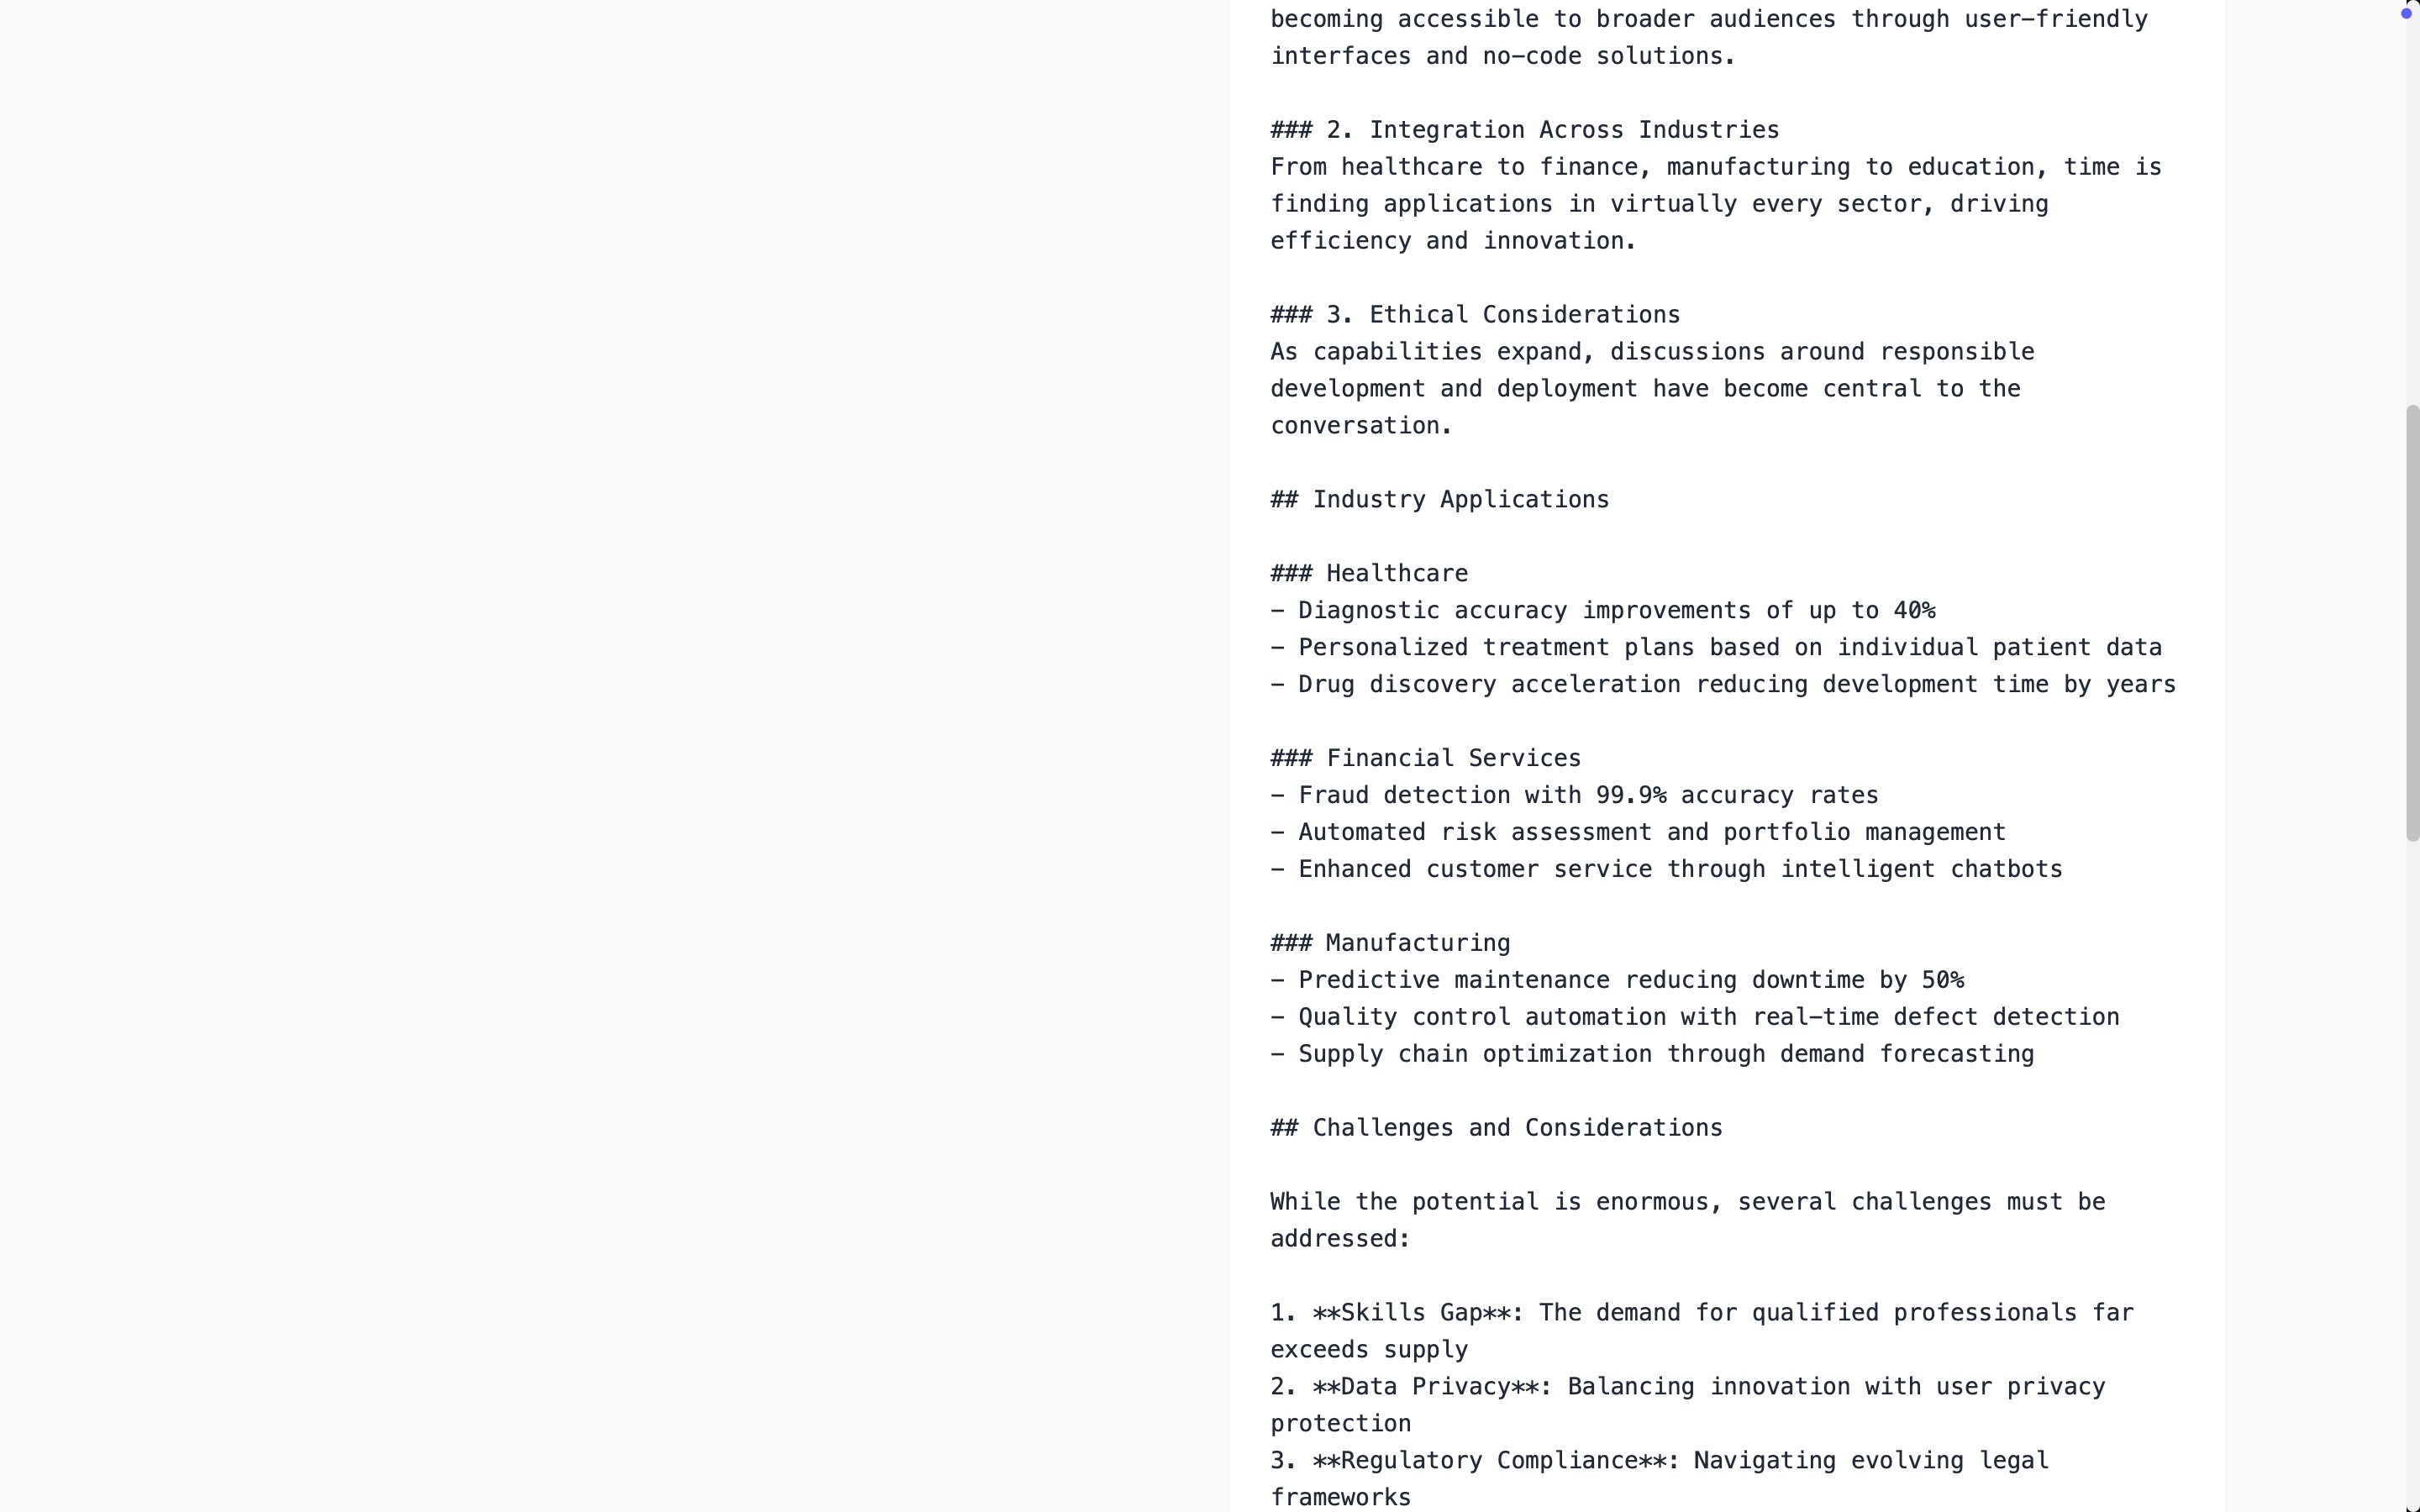 becoming accessible to broader audiences through user-friendly
interfaces and no-code solutions.
### 2. Integration Across Industries
From healthcare to finance, manufacturing to education, time is
finding applications in virtually every sector, driving
efficiency and innovation.
### 3. Ethical Considerations
As capabilities expand, discussions around responsible
development and deployment have become central to the
conversation.
## Industry Applications
### Healthcare
- Diagnostic accuracy improvements of up to 40%
- Personalized treatment plans based on individual patient data
- Drug discovery acceleration reducing development time by years
### Financial Services
- Fraud detection with 99.9% accuracy rates
- Automated risk assessment and portfolio management
- Enhanced customer service through intelligent chatbots
### Manufacturing
- Predictive maintenance reducing downtime by 50%
- Quality control automation with real-time defect detection
- Supply chain optimization through demand forecasting
## Challenges and Considerations
While the potential is enormous, several challenges must be
addressed:
1. **Skills Gap**: The demand for qualified professionals far
exceeds supply
2. **Data Privacy**: Balancing innovation with user privacy
protection
3. **Regulatory Compliance**: Navigating evolving legal
frameworks